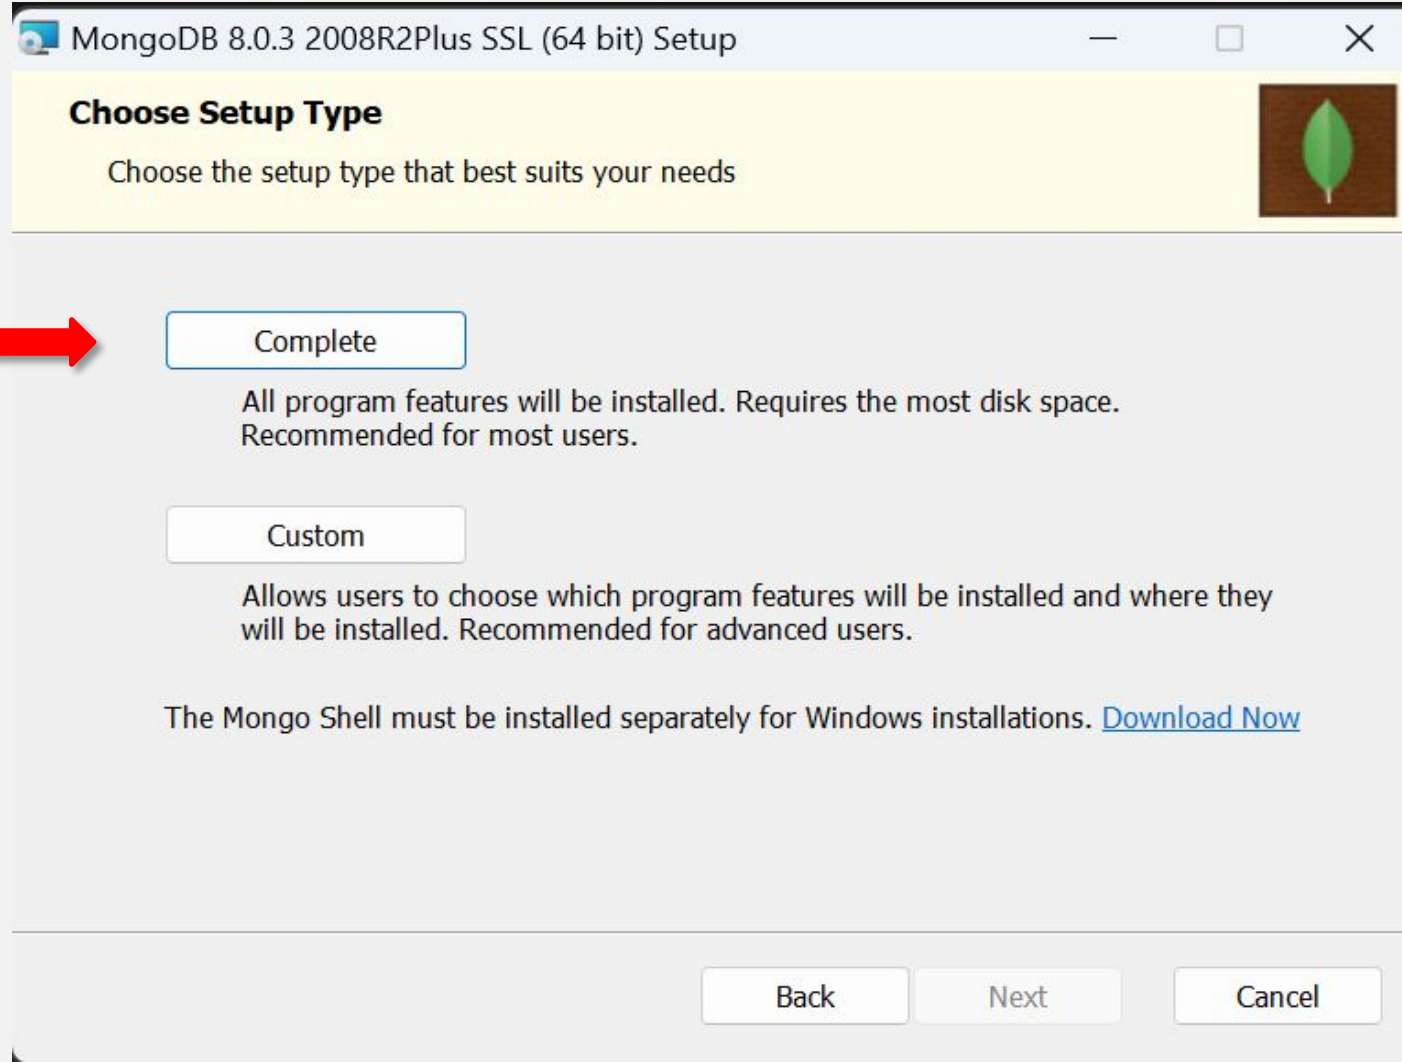 MongoDB 8.0.3 2008R2Plus SSL (64 bit) Setup
Choose Setup Type
Choose the setup type that best suits your needs
Complete
All program features will be installed. Requires the most disk space.
Recommended for most users.
Custom
Allows users to choose which program features will be installed and where they
will be installed. Recommended for advanced users.
The Mongo Shell must be installed separately for Windows installations. Download Now
Back Next Cancel